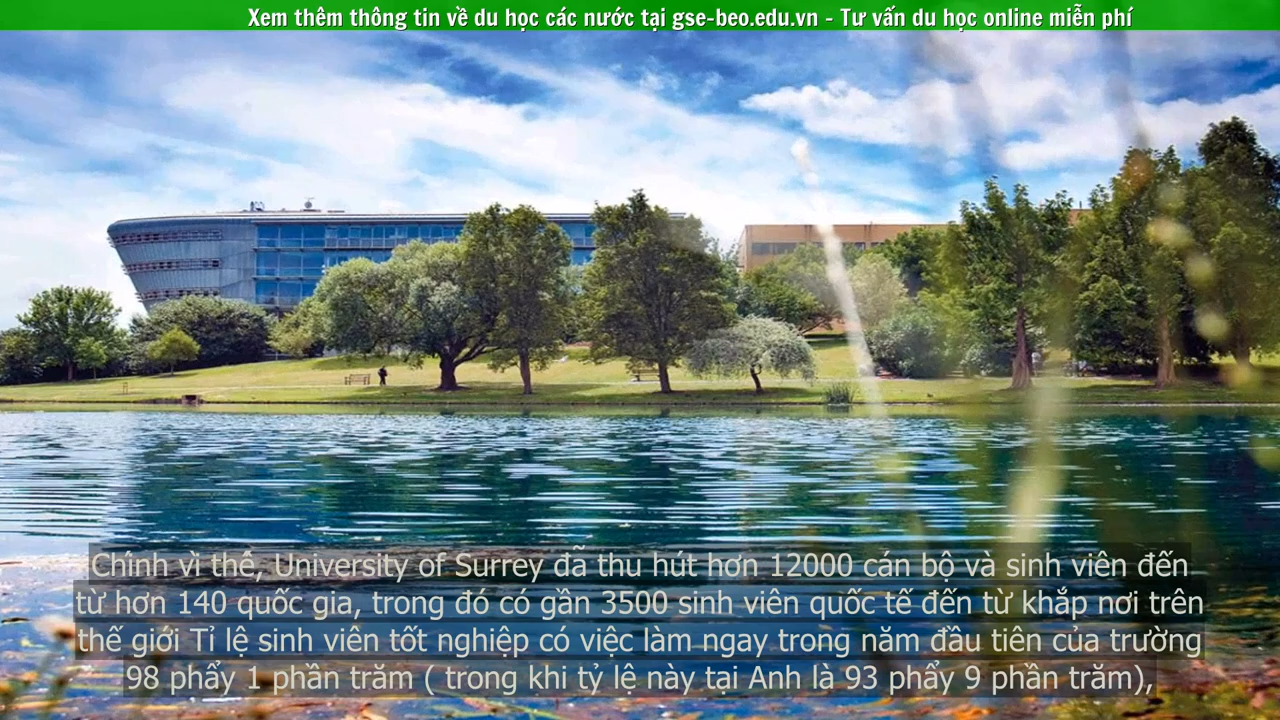 Xem thêm thông tin về du học các nước tại gse-beo.edu.vn - Tư vấn du học online miễn phí
Chính vì thế, University of Surrey đã thu hút hơn 12000 cán bộ và sinh viên đến
từ hơn 140 quốc gia, trong đó có gần 3500 sinh viên quốc tế đến từ khắp nơi trên
thế giới Tỉ lệ sinh viên tốt nghiệp có việc làm ngay trong năm đầu tiên của trường
98 phẩy 1 phần trăm ( trong khi tỷ lệ này tại Anh là 93 phẩy 9 phần trăm),